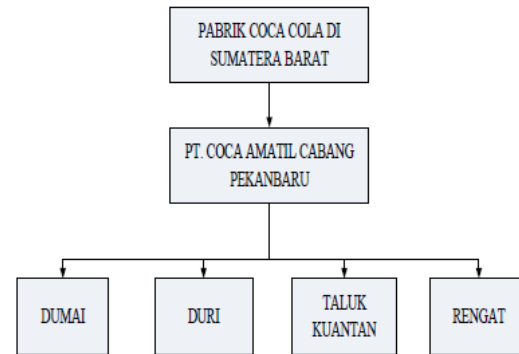 PABRIK COCA COLA DI
SUMATERA BARAT
PT. COCA AMATIL CABANG
PEKANBARU
DUMAI
DURI
TALUK
KUANTAN
RENGAT